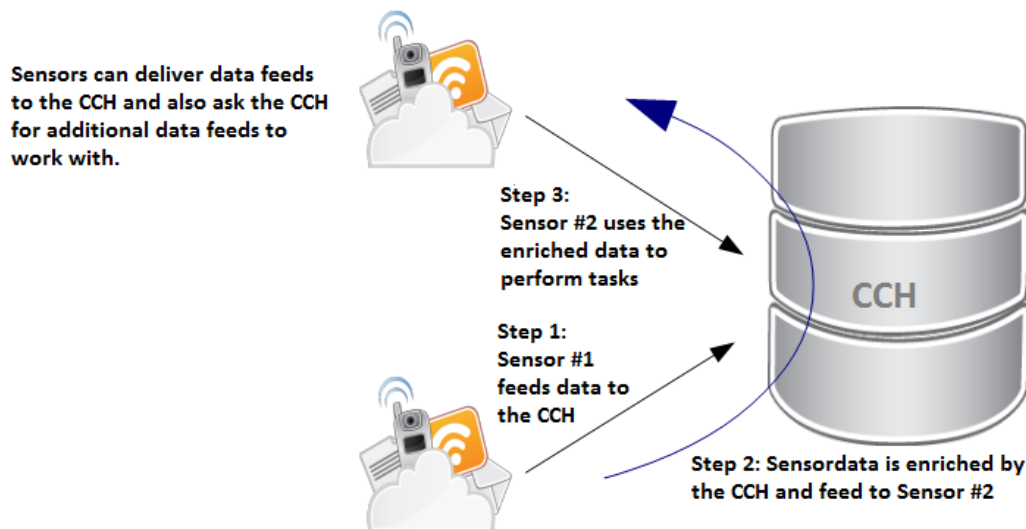 Sensors can deliver data feeds
to the CCH and also ask the CCH
for additional data feeds to
work with.
Step 3:
Sensor #2 uses the
enriched data to
perform tasks
CCH
Step 1:
Sensor #1
feeds data to
the CCH
Step 2: Sensordata is enriched by
the CCH and feed to Sensor #2